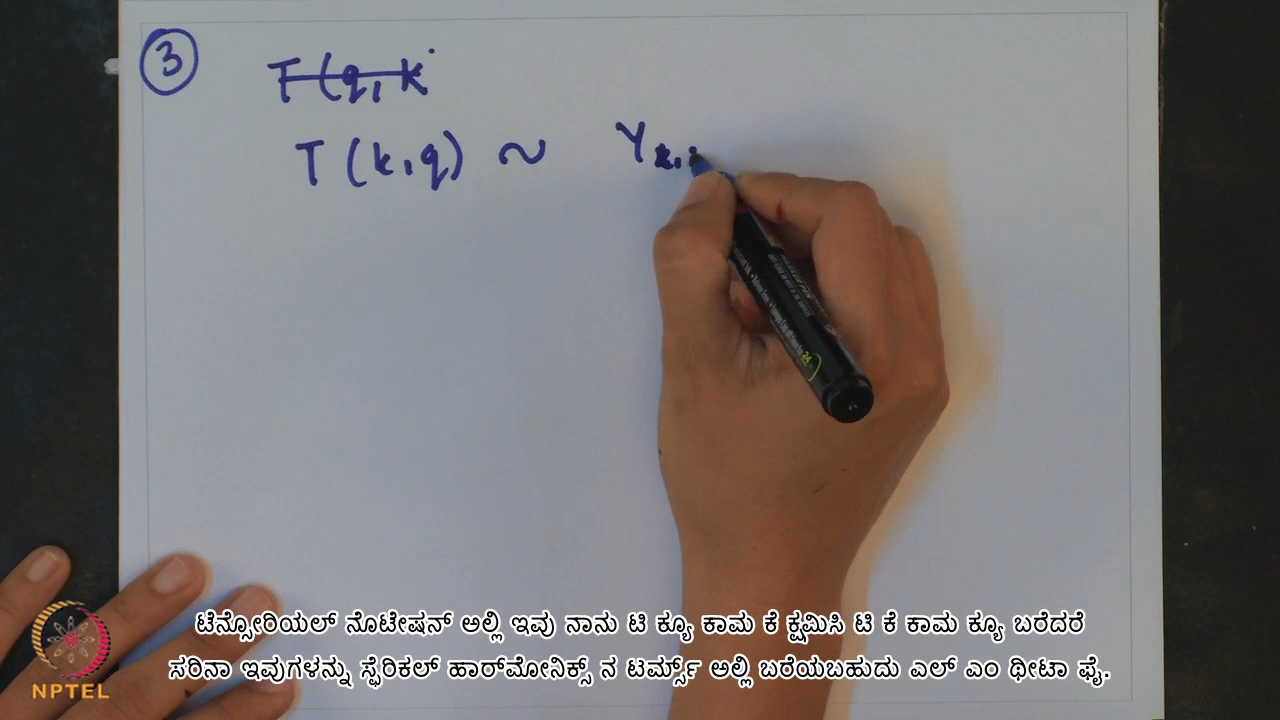 3
T(q, k
T(k,q) ~ Y
NPTEL
ಟೆನ್ಸೋರಿಯಲ್ ನೊಟೇಷನ್ ಅಲ್ಲಿ ಇವು ನಾನು ಟಿ ಕ್ಯೂ ಕಾಮ ಕೆ ಕ್ಷಮಿಸಿ ಟಿ ಕೆ ಕಾಮ ಕ್ಯೂ ಬರೆದರೆ
ಸರಿನಾ ಇವುಗಳನ್ನು ಸ್ಫೆರಿಕಲ್ ಹಾರ್‌ಮೋನಿಕ್ಸ್ ನ ಟರ್ಮ್ಸ್ ಅಲ್ಲಿ ಬರೆಯಬಹುದು ಎಲ್ ಎಂ ಥೀಟಾ ಫೈ.